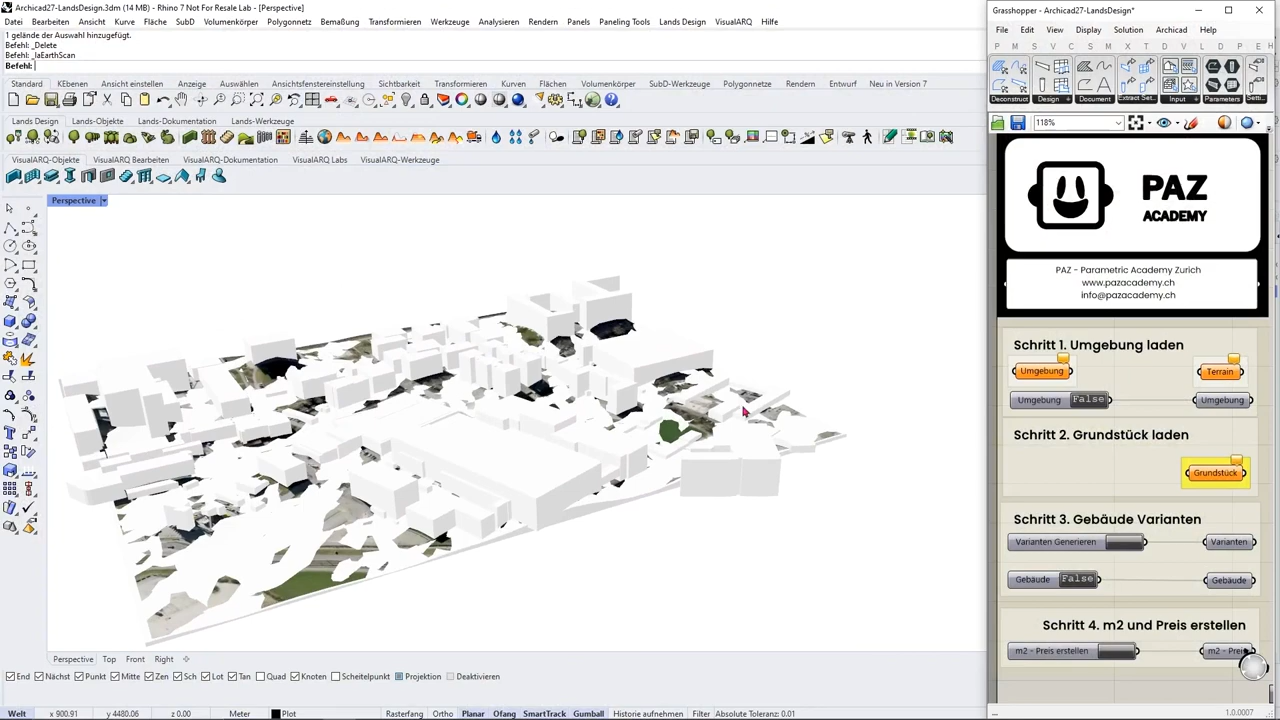 Archicad27-LandsDesign.3dm (14 MB) - Rhino 7 Not For Resale Lab - [Perspective]
Datei Bearbeiten Ansicht Kurve Fläche SubD Volumenkörper Polygonnetz Bemaßung Transformieren Werkzeuge Analysieren Rendern Panels Paneling Tools Lands Design VisualARQ Hilfe
1 gelände der Auswahl hinzugefügt.
Befehl: _Delete
Befehl: _laEarthScan
Befehl:
Standard KEbenen Ansicht einstellen Anzeige Auswählen Ansichtsfenstereinstellung Sichtbarkeit Transformieren Kurven Flächen Volumenkörper SubD-Werkzeuge Polygonnetze Rendern Entwurf Neu in Version 7
Lands Design Lands-Objekte Lands-Dokumentation Lands-Werkzeuge
VisualARQ-Objekte VisualARQ Bearbeiten VisualARQ-Dokumentation VisualARQ Labs VisualARQ-Werkzeuge
Perspective
Perspective Top Front Right
End Nächst Punkt Mitte Zen Sch Lot Tan Quad Knoten Scheitelpunkt Projektion Deaktivieren
Welt x 900.91 y 4480.06 z 0.00 Meter Plot Rasterfang Ortho Planar Ofang SmartTrack Gumball Historie aufnehmen Filter Absolute Toleranz: 0.01
Grasshopper - Archicad27-LandsDesign*
File Edit View Display Solution Archicad Help
P M S V C S M X T D A L V P D P E
Deconstruct Design Document Extract Set... Input Parameters Setti...
118%
PAZ
ACADEMY
PAZ - Parametric Academy Zurich
www.pazacademy.ch
info@pazacademy.ch
Schritt 1. Umgebung laden
Umgebung Terrain
Umgebung False Umgebung
Schritt 2. Grundstück laden
Grundstück
Schritt 3. Gebäude Varianten
Varianten Generieren Varianten
Gebäude False Gebäude
Schritt 4. m2 und Preis erstellen
m2 - Preis erstellen m2 - Preis
1.0.0007